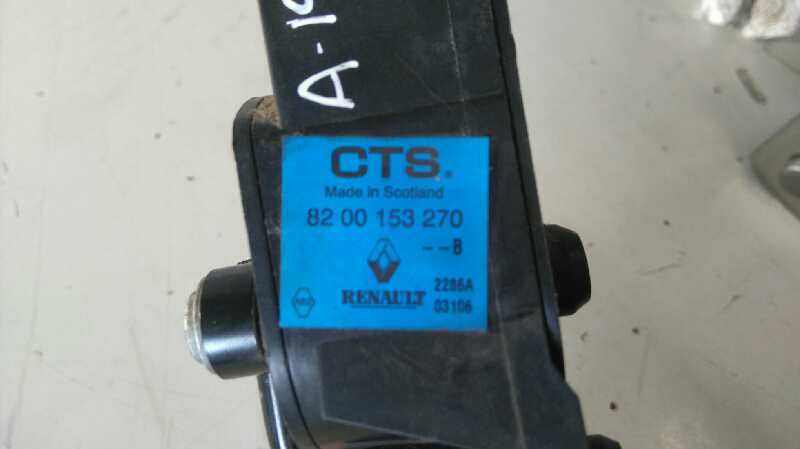 CTS.
Made in Scotland
82 00 153 270
--B
RENAULT
2286A
03106